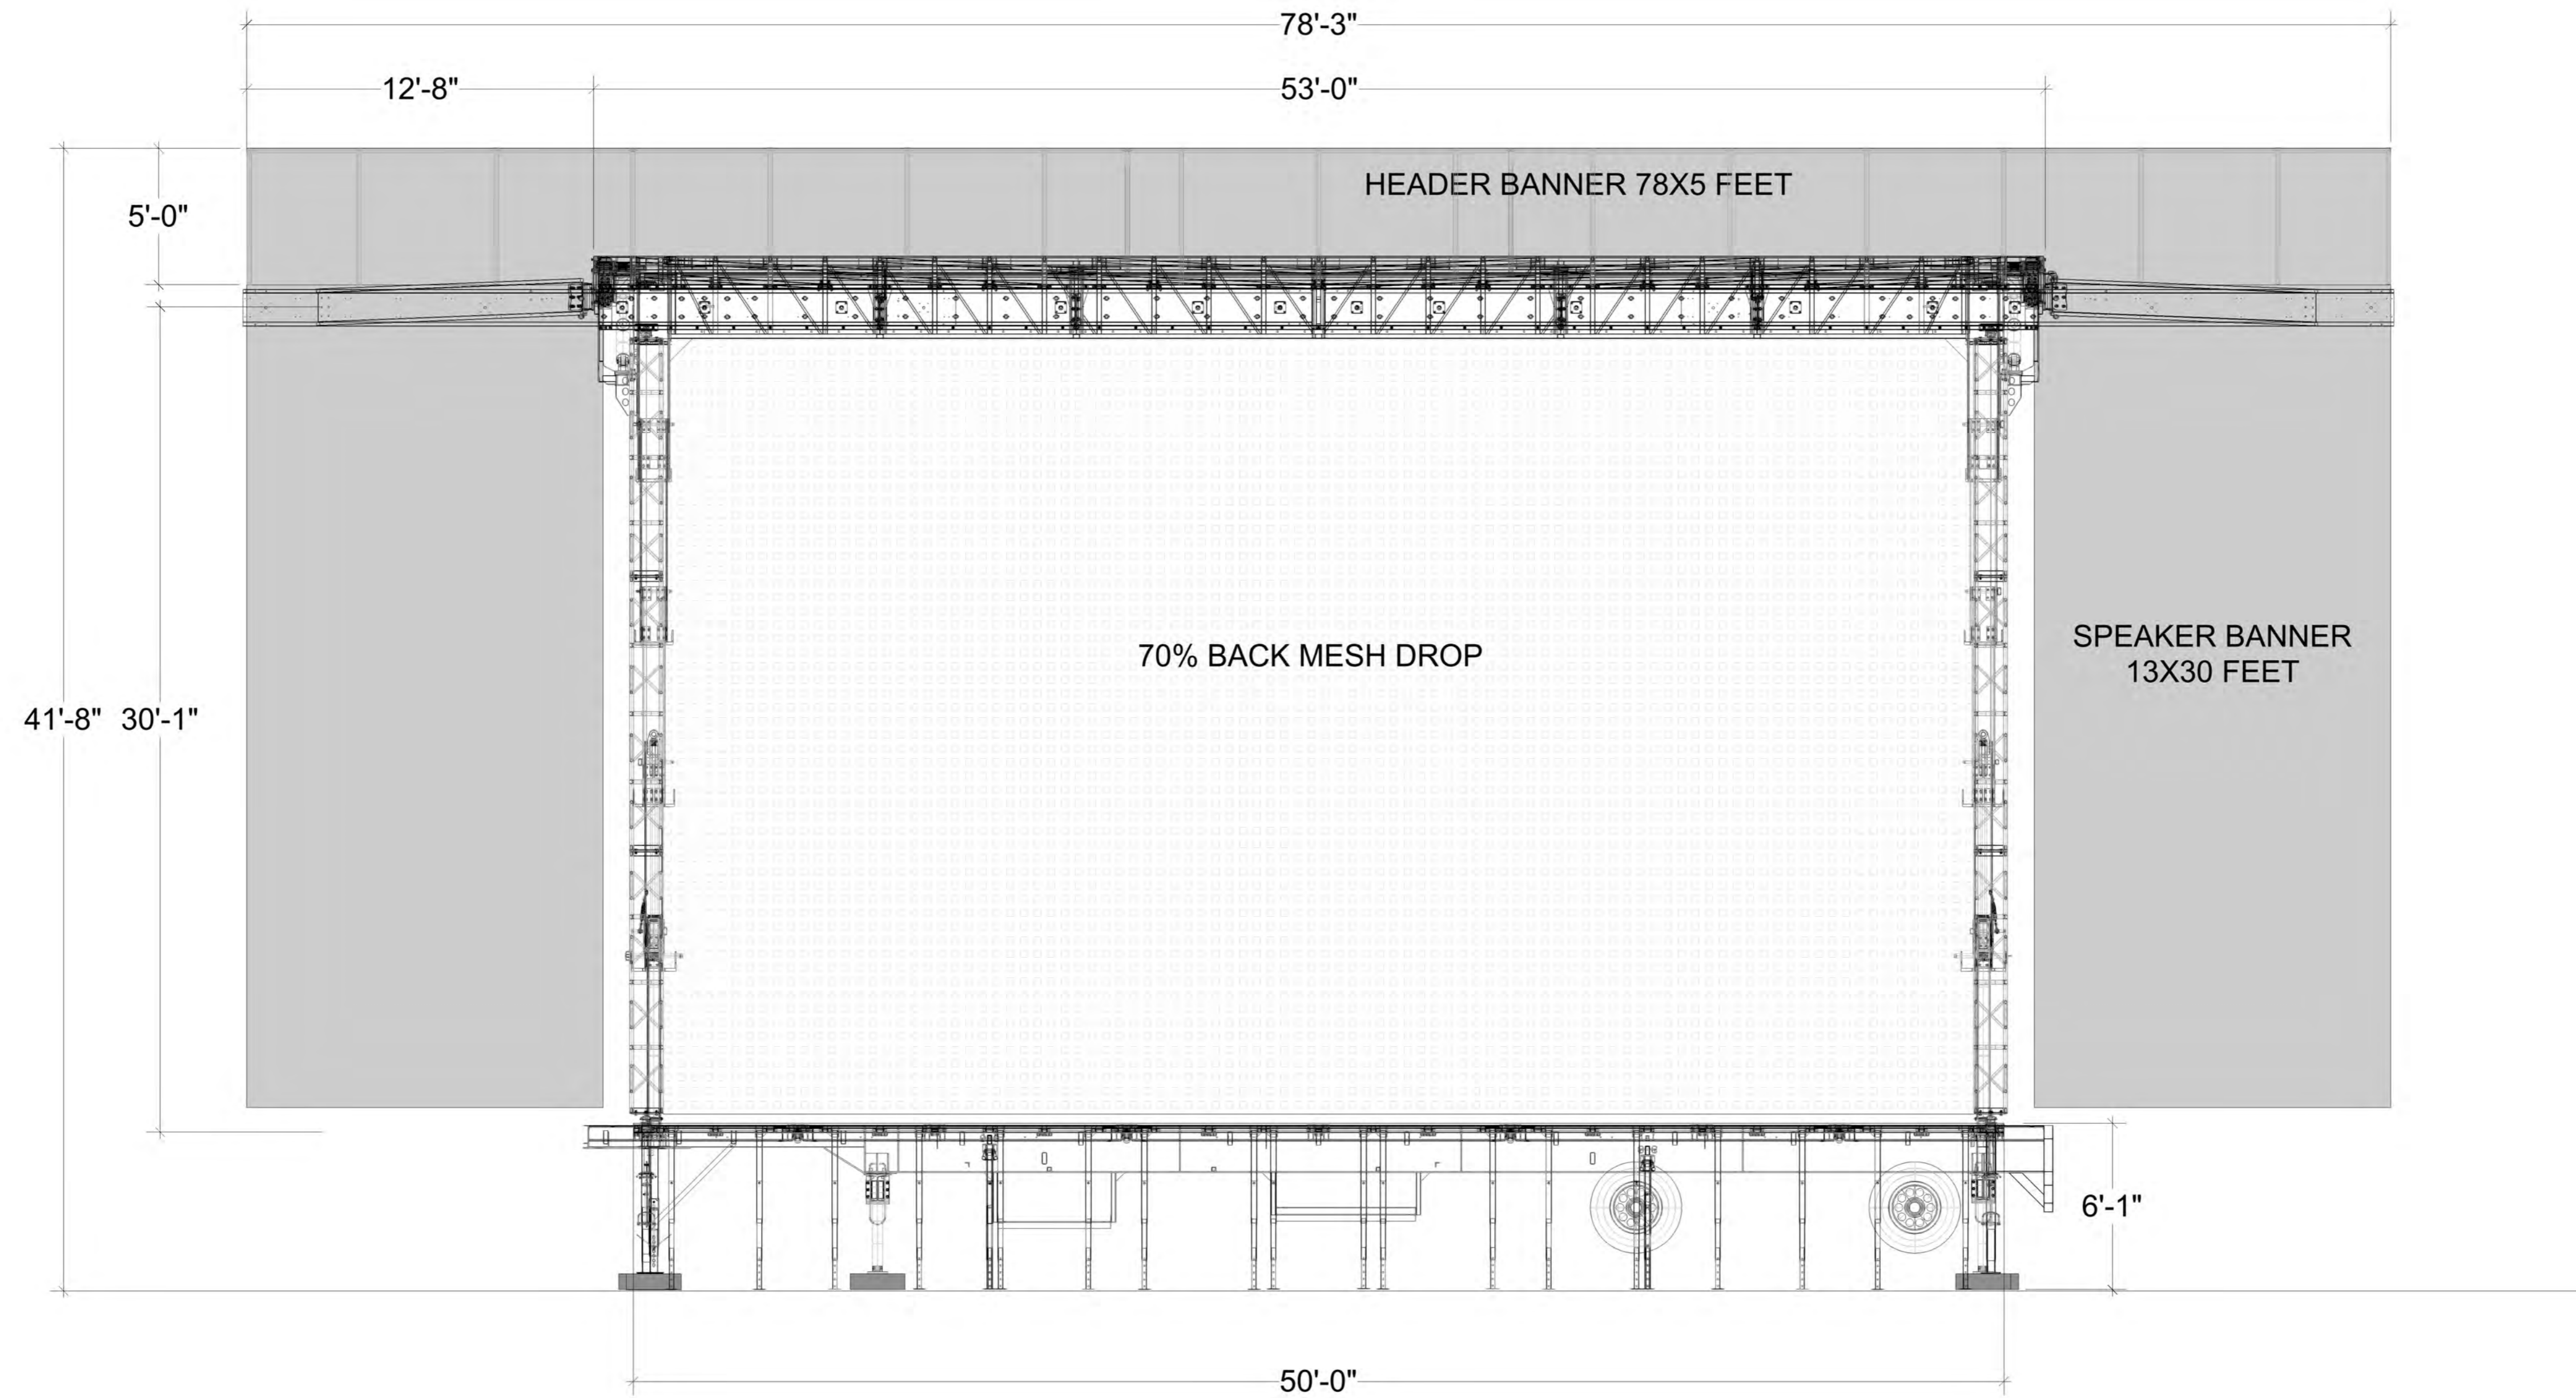 78'-3"
12'-8"
53'-0"
HEADER BANNER 78X5 FEET
5'-0"
70% BACK MESH DROP
SPEAKER BANNER
13X30 FEET
41'-8"
30'-1"
6'-1"
50'-0"